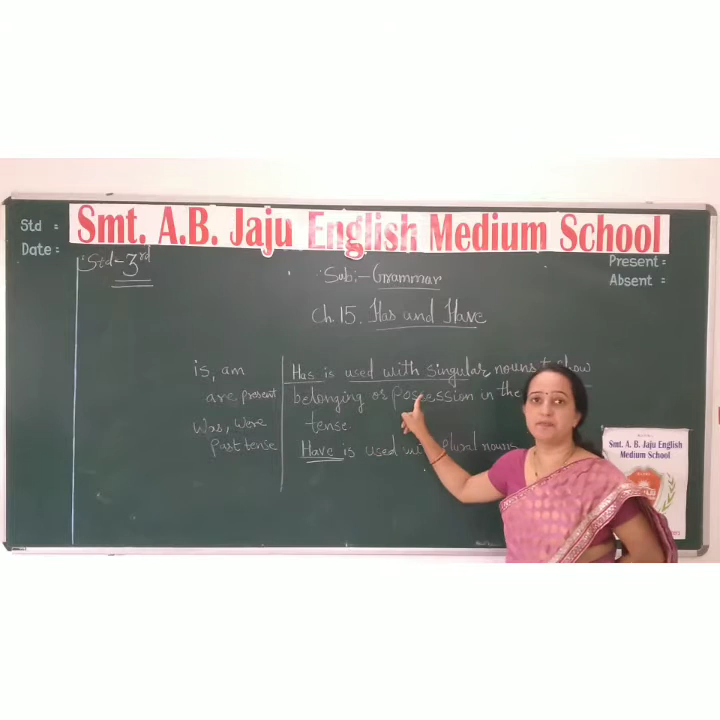 Smt. A.B. Jaju English Medium School
Std =
Date =
Present =
Absent =
Std - 3rd
Sub:- Grammar
Ch. 15. Has and Have
is, am
are present
Was, Were
Past tense
Has is used with singular nouns to show
belonging or Possession in the
tense.
Have is used with plural nouns
Smt. A. B. Jaju English
Medium School